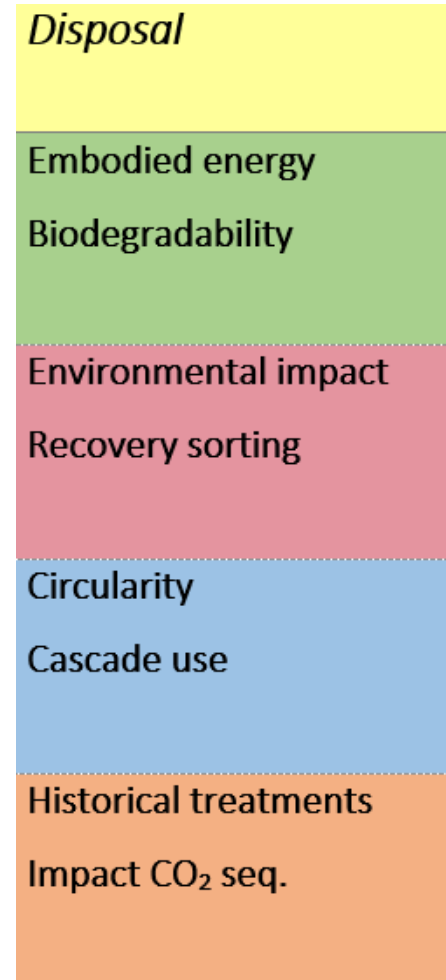 Disposal
Embodied energy
Biodegradability
Environmental impact
Recovery sorting
Circularity
Cascade use
Historical treatments
Impact CO₂ seq.